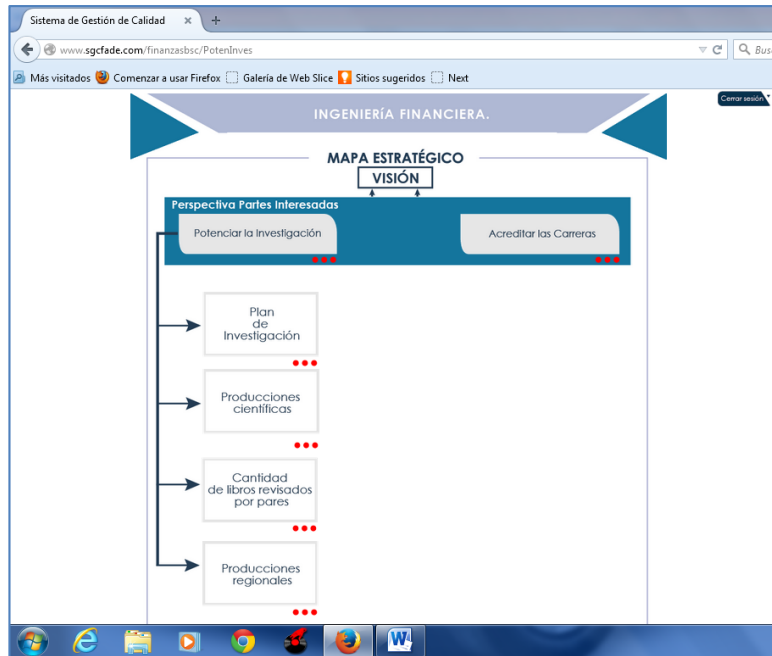 Sistema de Gestión de Calidad
www.sgcfade.com/finanzasbsc/PotenInves
Bus
Más visitados Comenzar a usar Firefox Galería de Web Slice Sitios sugeridos Next
Cerrar sesión
INGENIERÍA FINANCIERA.
MAPA ESTRATÉGICO
VISIÓN
Perspectiva Partes Interesadas
Potenciar la Investigación
Acreditar las Carreras
Plan
de
Investigación
Producciones
científicas
Cantidad
de libros revisados
por pares
Producciones
regionales